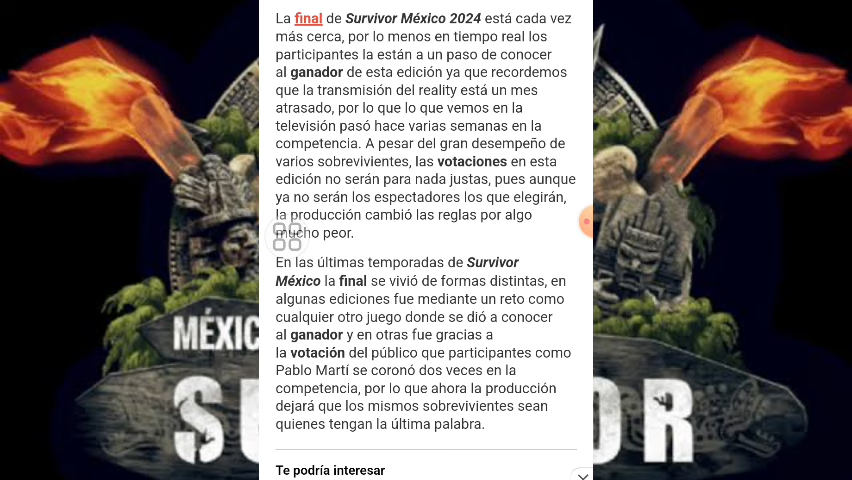 La final de Survivor México 2024 está cada vez
más cerca, por lo menos en tiempo real los
participantes la están a un paso de conocer
al ganador de esta edición ya que recordemos
que la transmisión del reality está un mes
atrasado, por lo que lo que vemos en la
televisión pasó hace varias semanas en la
competencia. A pesar del gran desempeño de
varios sobrevivientes, las votaciones en esta
edición no serán para nada justas, pues aunque
ya no serán los espectadores los que elegirán,
la producción cambió las reglas por algo
mucho peor.
En las últimas temporadas de Survivor
México la final se vivió de formas distintas, en
algunas ediciones fue mediante un reto como
cualquier otro juego donde se dió a conocer
al ganador y en otras fue gracias a
la votación del público que participantes como
Pablo Martí se coronó dos veces en la
competencia, por lo que ahora la producción
dejará que los mismos sobrevivientes sean
quienes tengan la última palabra.
Te podría interesar
MÉXIC
S
OR